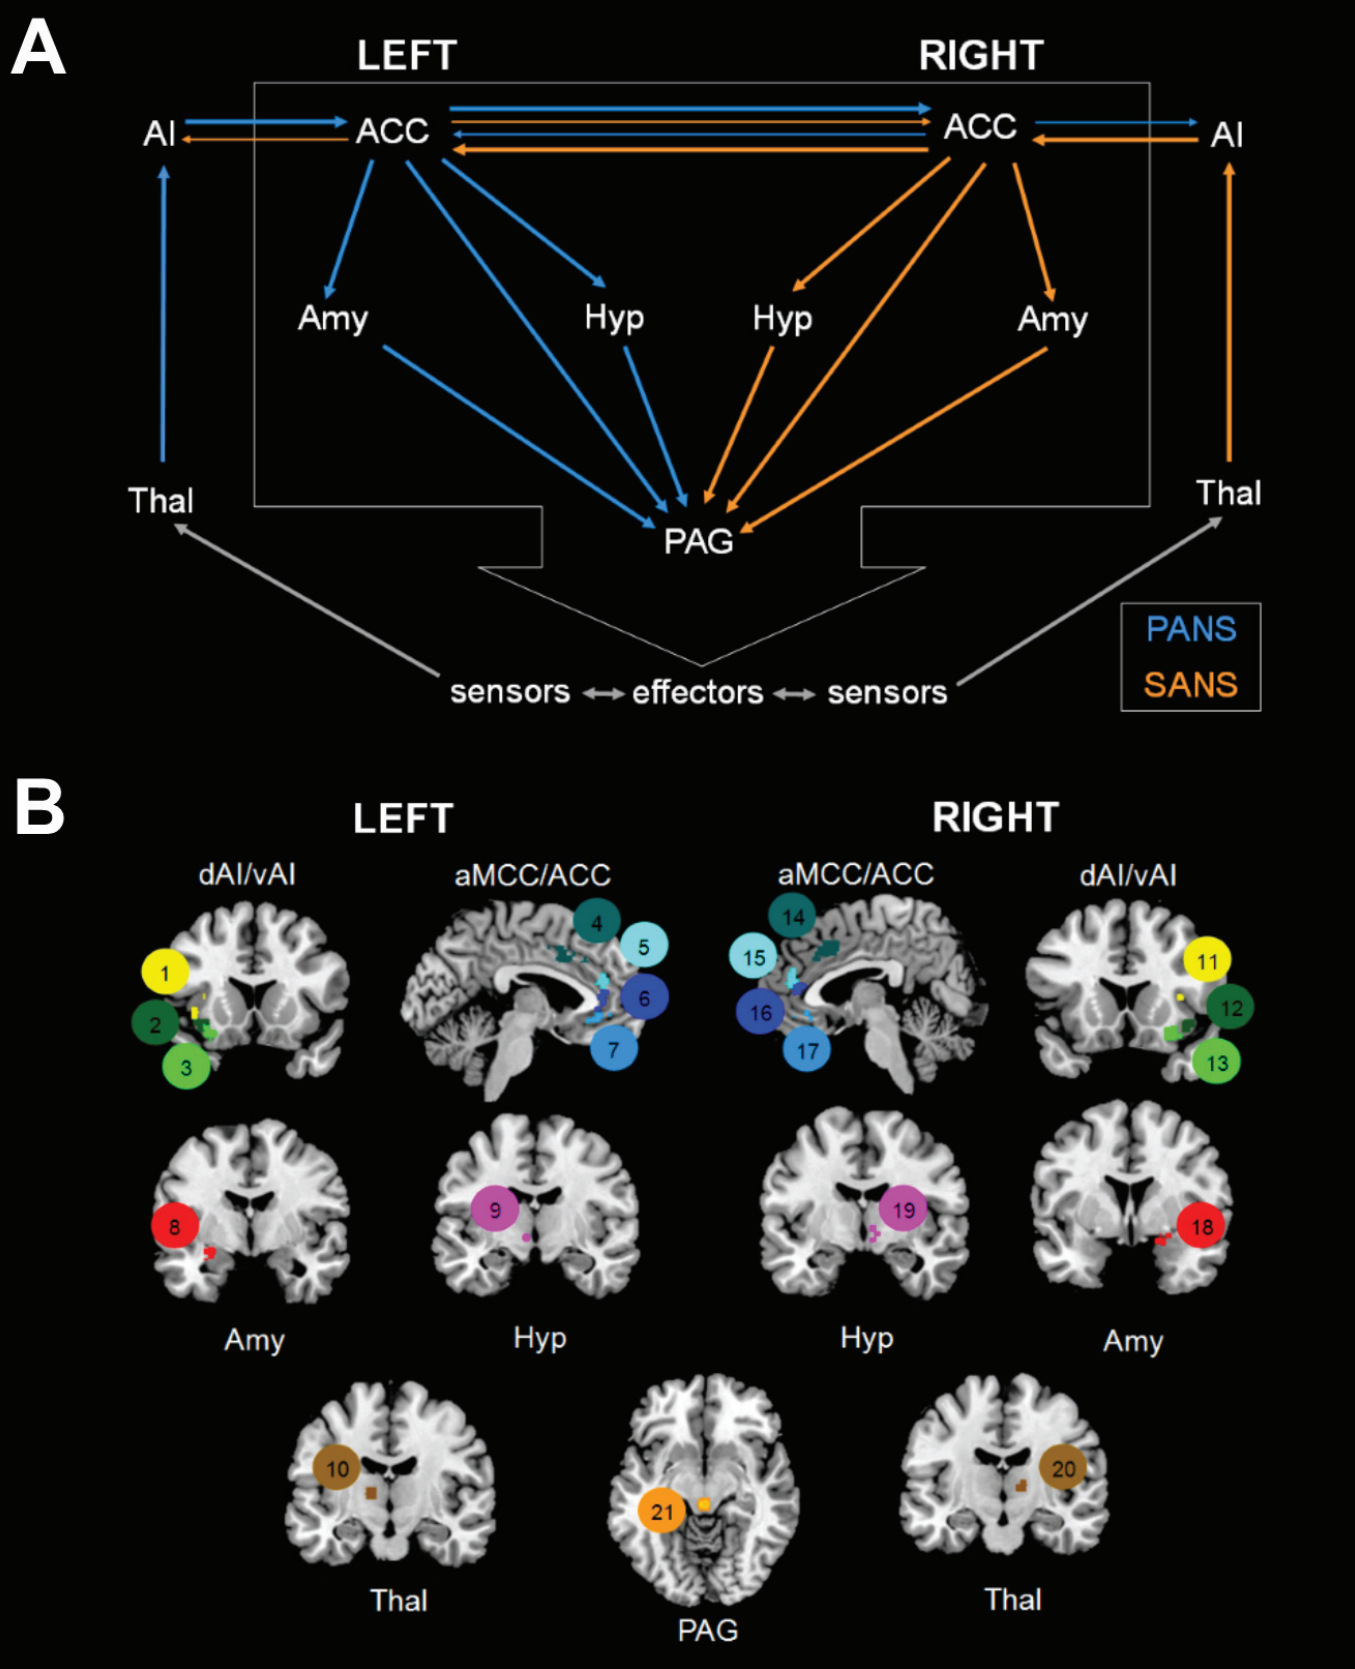 A
LEFT RIGHT
AI ACC ACC AI
Amy Hyp Hyp Amy
Thal Thal
PAG
PANS
SANS
sensors effectors sensors
B
LEFT RIGHT
dAI/vAI aMCC/ACC aMCC/ACC dAI/vAI
1 2 3 4 5 6 7 14 15 16 17 11 12 13
8 9 19 18
Amy Hyp Hyp Amy
10 21 20
Thal PAG Thal